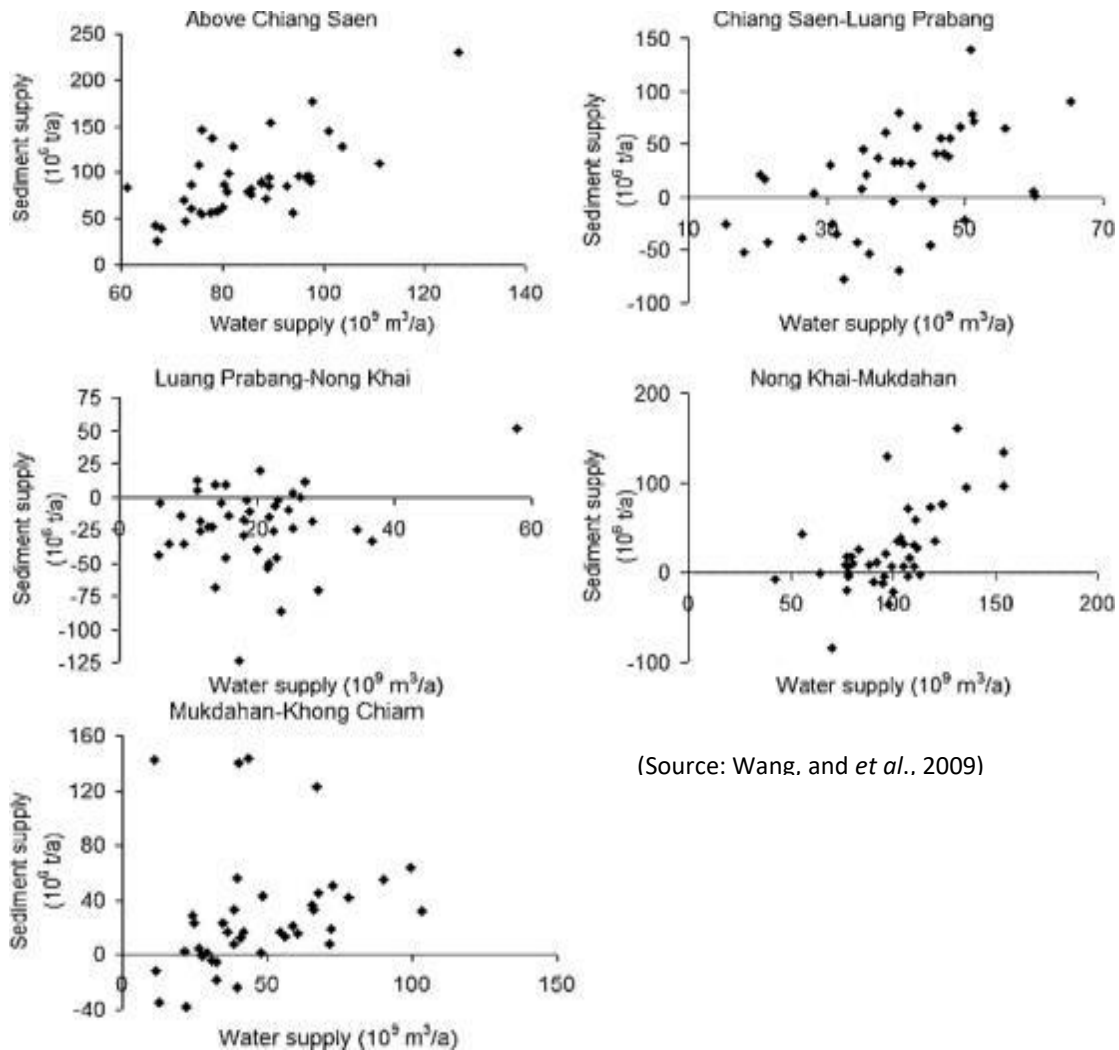 Above Chiang Saen
Sediment supply
(10⁶ t/a)
250
200
150
100
50
0
60 80 100 120 140
Water supply (10⁹ m³/a)
Chiang Saen-Luang Prabang
Sediment supply
(10⁶ t/a)
150
100
50
0
-50
-100
10 30 50 70
Water supply (10⁹ m³/a)
Luang Prabang-Nong Khai
Sediment supply
(10⁶ t/a)
75
50
25
0
-25
-50
-75
-100
-125
0 20 40 60
Water supply (10⁹ m³/a)
Nong Khai-Mukdahan
Sediment supply
(10⁶ t/a)
200
100
0
-100
0 50 100 150 200
Water supply (10⁹ m³/a)
Mukdahan-Khong Chiam
Sediment supply
(10⁶ t/a)
160
120
80
40
0
-40
0 50 100 150
Water supply (10⁹ m³/a)
(Source: Wang, and et al., 2009)